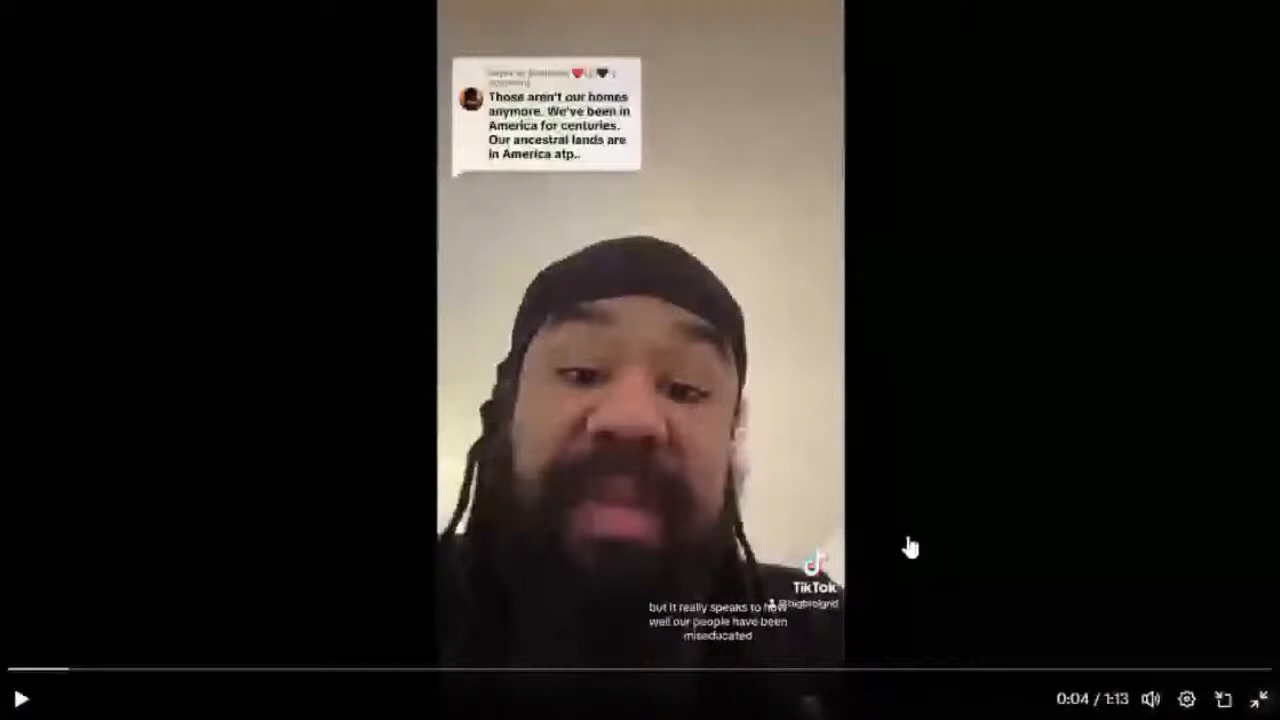 Those aren't our homes
anymore. We've been in
America for centuries.
Our ancestral lands are
in America atp..
TikTok
but it really speaks to how
well our people have been
miseducated
0:04 / 1:13